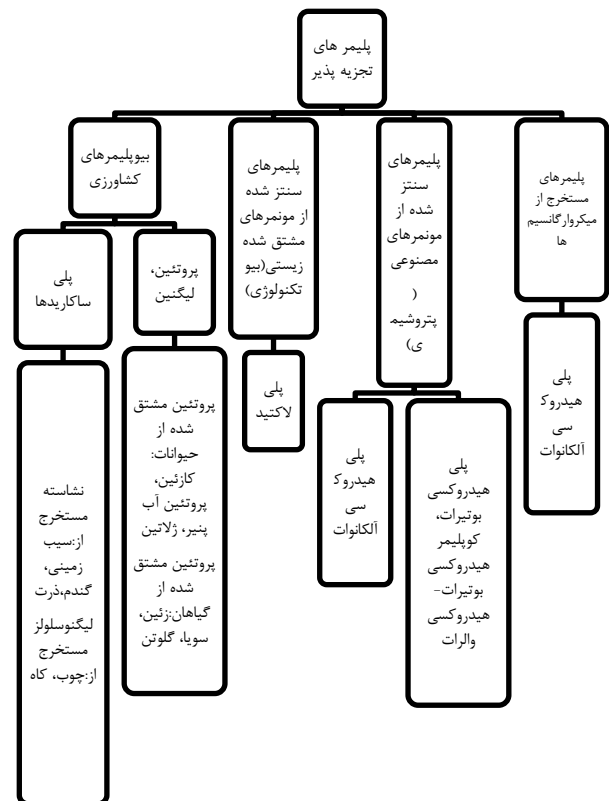 پلیمر های
تجزیه پذیر
پلیمرهای
مستخرج از
میکروارگانسیم
ها
پلی
هیدروک
سی
آلکانوات
پلیمرهای
سنتز
شده از
مونمرهای
مصنوعی
(
پتروشیم
ی)
پلی
هیدروکسی
بوتیرات،
کوپلیمر
هیدروکسی
بوتیرات-
هیدروکسی
والرات
پلی
هیدروک
سی
آلکانوات
پلیمرهای
سنتز شده
از مونمرهای
مشتق شده
زیستی(بیو
تکنولوژی)
پلی
لاکتید
بیوپلیمرهای
کشاورزی
پروتئین،
لیگنین
پروتئین مشتق
شده از
حیوانات:
کازئین،
پروتئین آب
پنیر، ژلاتین
پروتئین مشتق
شده از
گیاهان:زئین،
سویا، گلوتن
پلی
ساکاریدها
نشاسته
مستخرج
از:سیب
زمینی،
گندم،ذرت
لیگنوسلولز
مستخرج
از:چوب، کاه